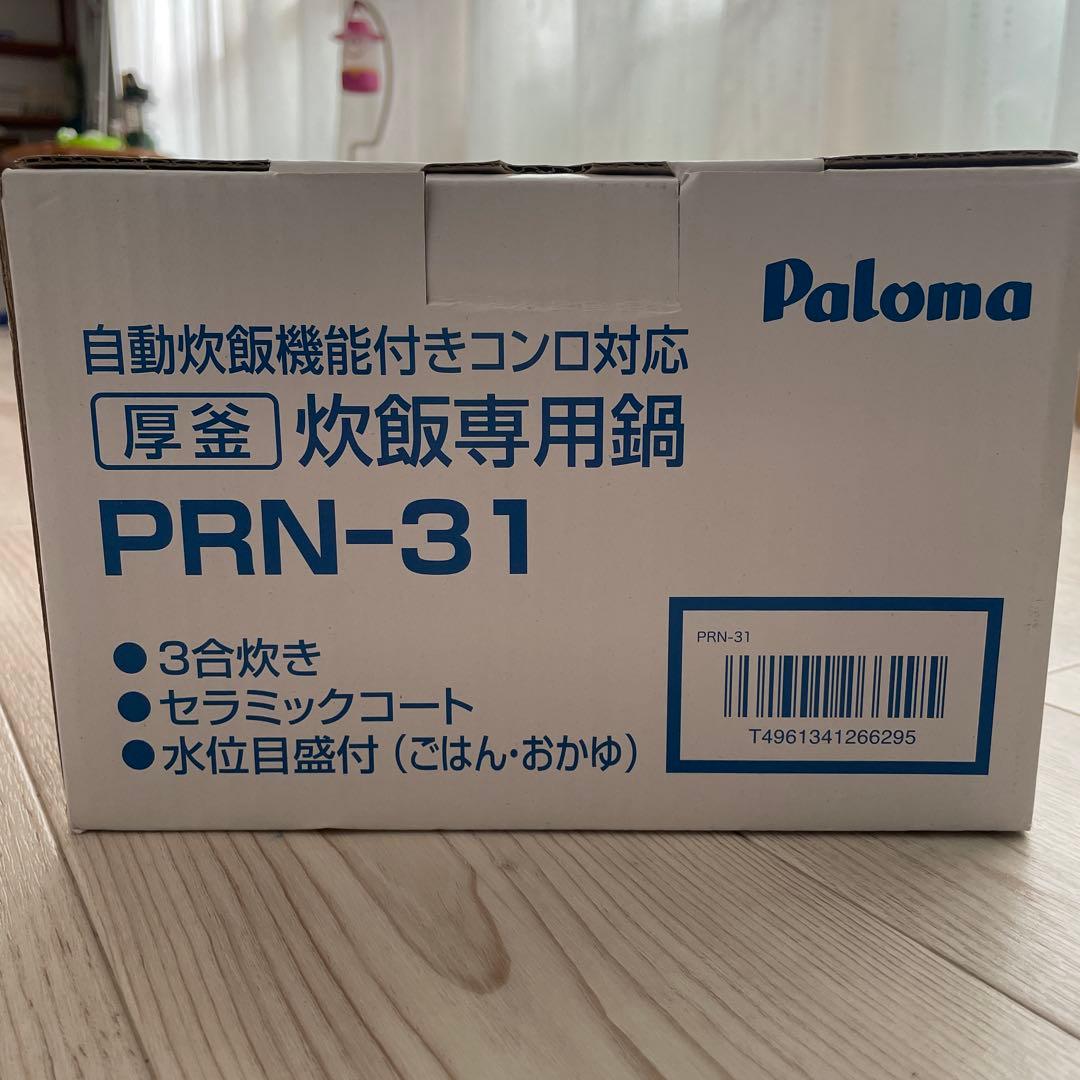 Paloma
自動炊飯機能付きコンロ対応
厚釜 炊飯専用鍋
PRN-31
●3合炊き
●セラミックコート
●水位目盛付(ごはん・おかゆ)
PRN-31
T4961341266295